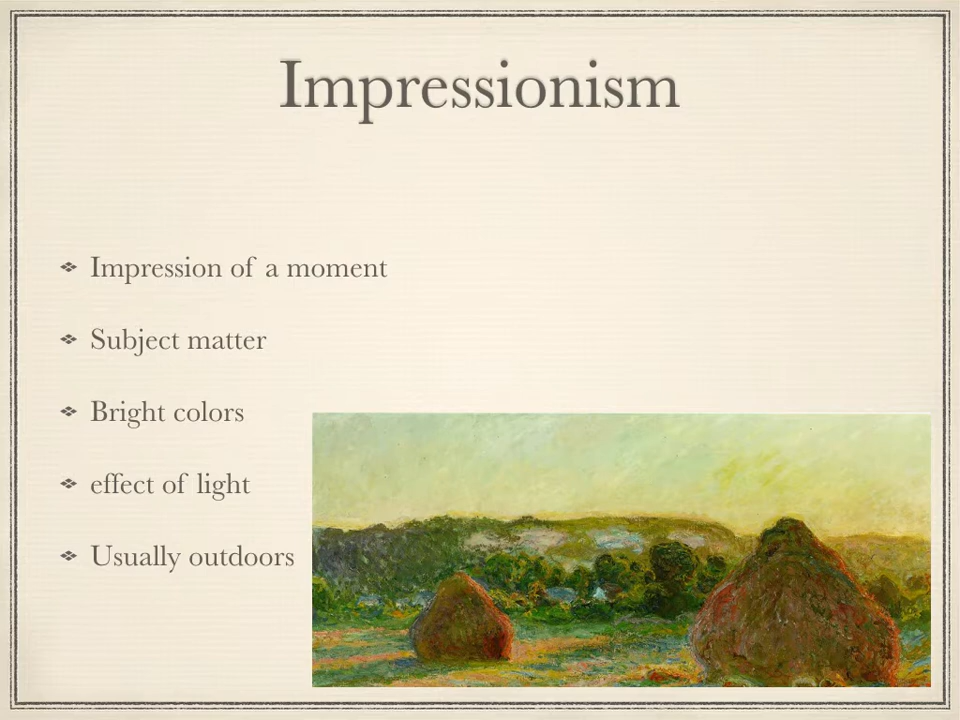 Impressionism
Impression of a moment
Subject matter
Bright colors
effect of light
Usually outdoors